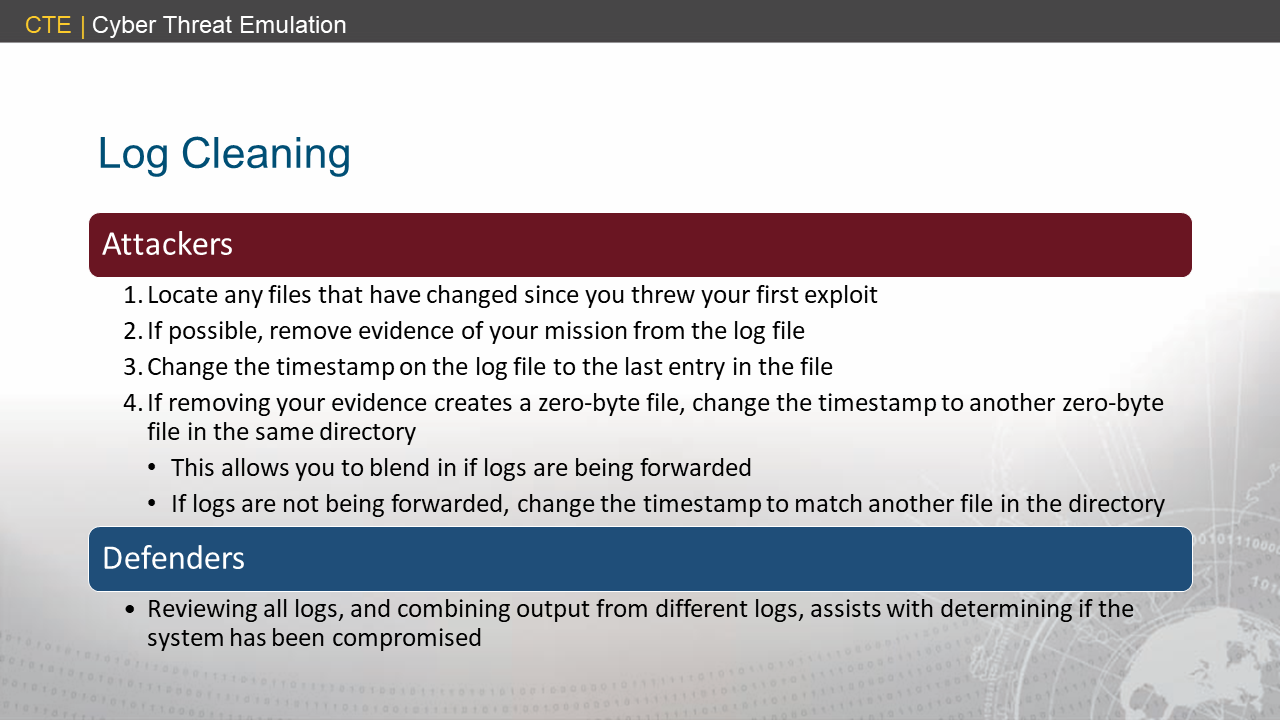 CTE | Cyber Threat Emulation
Log Cleaning
Attackers
1. Locate any files that have changed since you threw your first exploit
2. If possible, remove evidence of your mission from the log file
3. Change the timestamp on the log file to the last entry in the file
4. If removing your evidence creates a zero-byte file, change the timestamp to another zero-byte
file in the same directory
• This allows you to blend in if logs are being forwarded
• If logs are not being forwarded, change the timestamp to match another file in the directory
Defenders
• Reviewing all logs, and combining output from different logs, assists with determining if the
system has been compromised